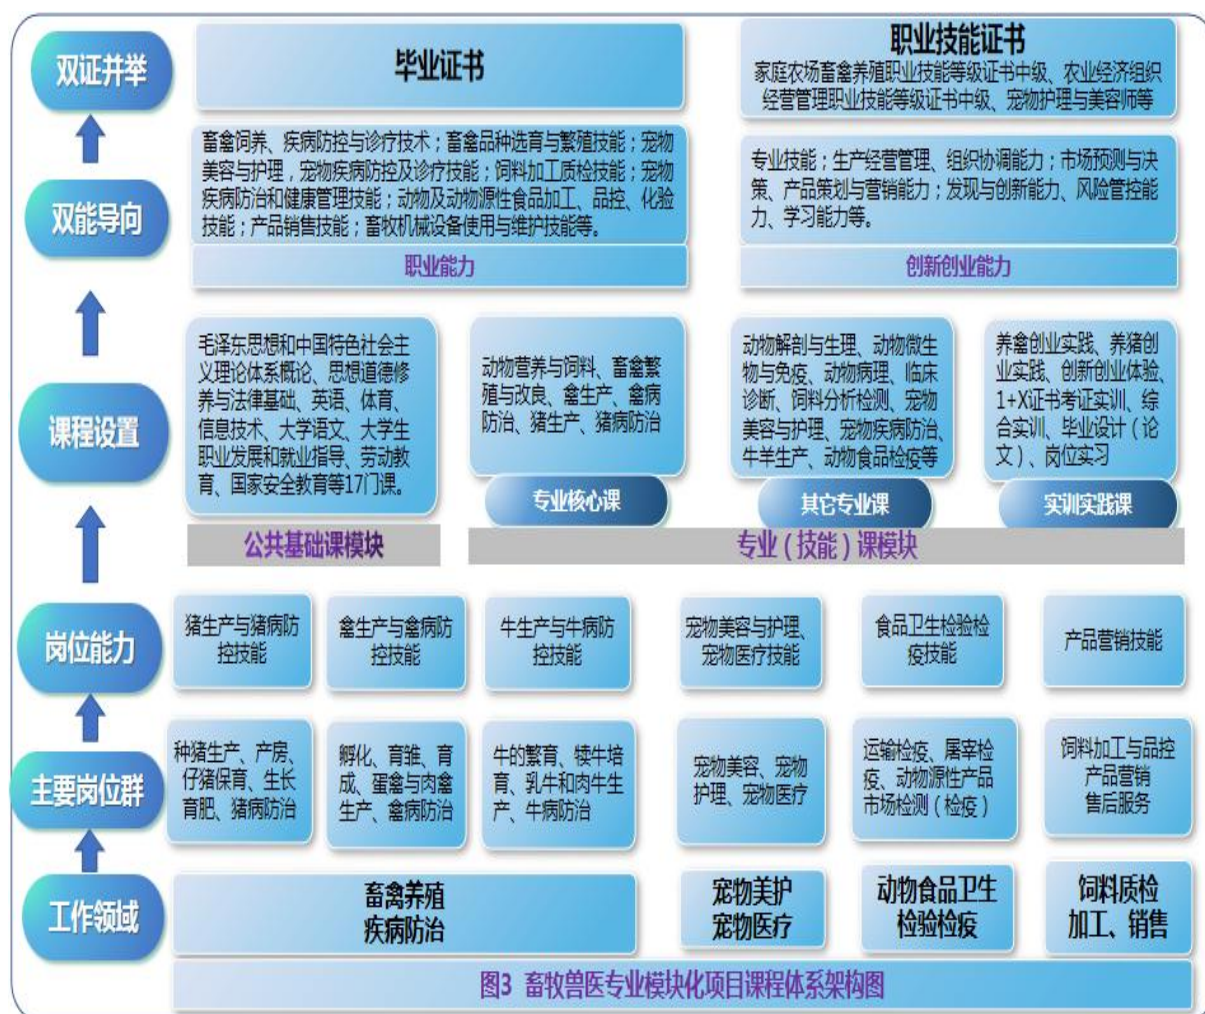 双证并举
毕业证书
职业技能证书
家庭农场畜禽养殖职业技能等级证书中级、农业经济组织
经营管理职业技能等级证书中级、宠物护理与美容师等
双能导向
畜禽饲养、疾病防控与诊疗技术；畜禽品种选育与繁殖技能；宠物
美容与护理，宠物疾病防控及诊疗技能；饲料加工质检技能；宠物
疾病防治和健康管理技能；动物及动物源性食品加工、品控、化验
技能；产品销售技能；畜牧机械设备使用与维护技能等。
职业能力
专业技能；生产经营管理、组织协调能力；市场预测与决
策、产品策划与营销能力；发现与创新能力、风险管控能
力、学习能力等。
创新创业能力
课程设置
毛泽东思想和中国特色社会主
义理论体系概论、思想道德修
养与法律基础、英语、体育、
信息技术、大学语文、大学生
职业发展和就业指导、劳动教
育、国家安全教育等17门课。
公共基础课模块
动物营养与饲料、畜禽繁
殖与改良、禽生产、禽病
防治、猪生产、猪病防治
专业核心课
动物解剖与生理、动物微生
物与免疫、动物病理、临床
诊断、饲料分析检测、宠物
美容与护理、宠物疾病防治、
牛羊生产、动物食品检疫等
其它专业课
养禽创业实践、养猪创
业实践、创新创业体验、
1+X证书考证实训、综
合实训、毕业设计（论
文）、岗位实习
实训实践课
专业（技能）课模块
岗位能力
猪生产与猪病防
控技能
禽生产与禽病防
控技能
牛生产与牛病防
控技能
宠物美容与护理、
宠物医疗技能
食品卫生检验检
疫技能
产品营销技能
主要岗位群
种猪生产、产房、
仔猪保育、生长
育肥、猪病防治
孵化、育雏、育
成、蛋禽与肉禽
生产、禽病防治
牛的繁育、犊牛培
育、乳牛和肉牛生
产、牛病防治
宠物美容、宠物
护理、宠物医疗
运输检疫、屠宰检
疫、动物源性产品
市场检测（检疫）
饲料加工与品控
产品营销
售后服务
工作领域
畜禽养殖
疾病防治
宠物美护
宠物医疗
动物食品卫生
检验检疫
饲料质检
加工、销售
图3 畜牧兽医专业模块化项目课程体系架构图